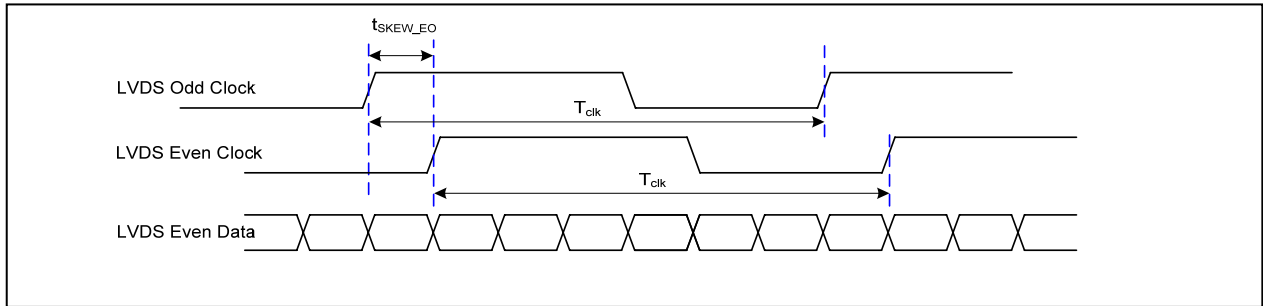 tSKEW_EO
LVDS Odd Clock
Tclk
LVDS Even Clock
Tclk
LVDS Even Data